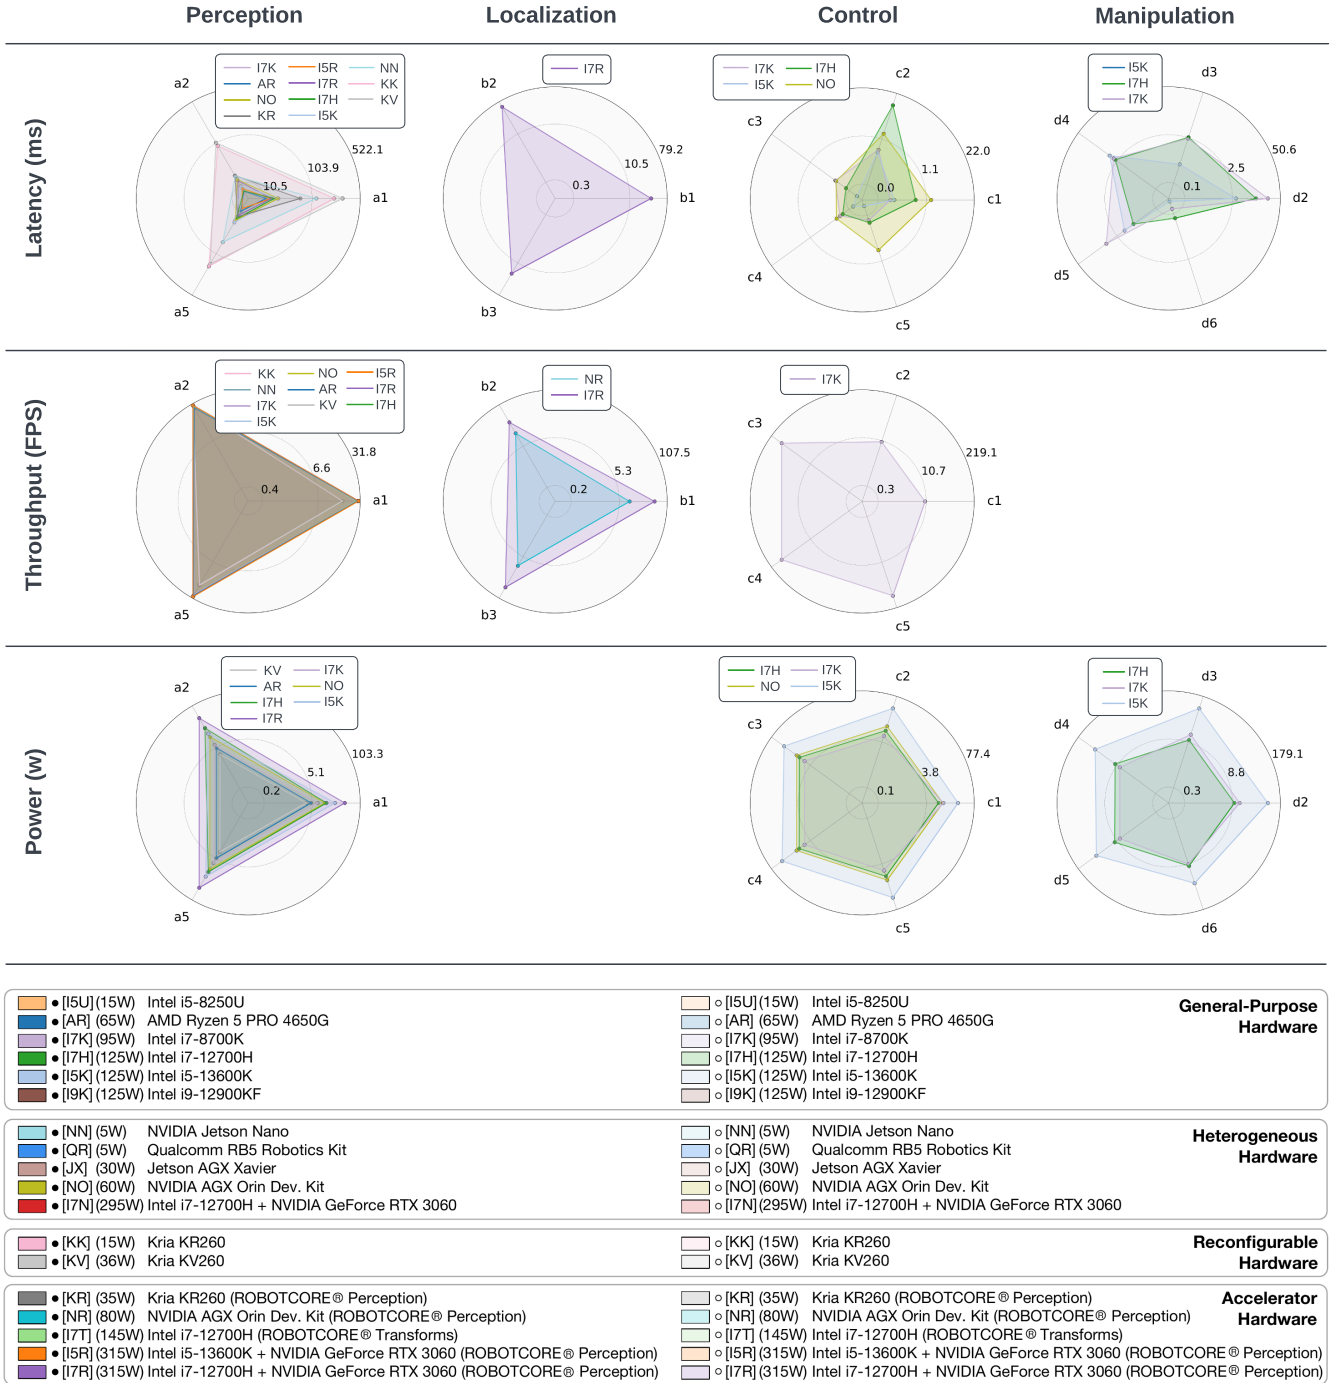 Perception Localization Control Manipulation
Latency (ms)
I7K I5R NN
AR I7R KK
NO I7H KV
KR I5K
a2
522.1
103.9
10.5
a1
a5
I7R
b2
79.2
10.5
0.3
b1
b3
I7K I7H
I5K NO
c2
c3
22.0
1.1
0.0
c1
c4
c5
I5K
I7H
I7K
d3
d4
50.6
2.5
0.1
d2
d5
d6
Throughput (FPS)
KK NO I5R
NN AR I7R
I7K KV I7H
I5K
a2
31.8
6.6
0.4
a1
a5
NR
I7R
b2
107.5
5.3
0.2
b1
b3
I7K
c2
c3
219.1
10.7
0.3
c1
c4
c5
Power (w)
KV I7K
AR NO
I7H I5K
I7R
a2
103.3
5.1
0.2
a1
a5
I7H I7K
NO I5K
c2
c3
77.4
3.8
0.1
c1
c4
c5
I7H
I7K
I5K
d3
d4
179.1
8.8
0.3
d2
d5
d6
General-Purpose
Hardware
[I5U] (15W) Intel i5-8250U
[AR] (65W) AMD Ryzen 5 PRO 4650G
[I7K] (95W) Intel i7-8700K
[I7H] (125W) Intel i7-12700H
[I5K] (125W) Intel i5-13600K
[I9K] (125W) Intel i9-12900KF
[I5U] (15W) Intel i5-8250U
[AR] (65W) AMD Ryzen 5 PRO 4650G
[I7K] (95W) Intel i7-8700K
[I7H] (125W) Intel i7-12700H
[I5K] (125W) Intel i5-13600K
[I9K] (125W) Intel i9-12900KF
Heterogeneous
Hardware
[NN] (5W) NVIDIA Jetson Nano
[QR] (5W) Qualcomm RB5 Robotics Kit
[JX] (30W) Jetson AGX Xavier
[NO] (60W) NVIDIA AGX Orin Dev. Kit
[I7N] (295W) Intel i7-12700H + NVIDIA GeForce RTX 3060
[NN] (5W) NVIDIA Jetson Nano
[QR] (5W) Qualcomm RB5 Robotics Kit
[JX] (30W) Jetson AGX Xavier
[NO] (60W) NVIDIA AGX Orin Dev. Kit
[I7N] (295W) Intel i7-12700H + NVIDIA GeForce RTX 3060
Reconfigurable
Hardware
[KK] (15W) Kria KR260
[KV] (36W) Kria KV260
[KK] (15W) Kria KR260
[KV] (36W) Kria KV260
Accelerator
Hardware
[KR] (35W) Kria KR260 (ROBOTCORE® Perception)
[NR] (80W) NVIDIA AGX Orin Dev. Kit (ROBOTCORE® Perception)
[I7T] (145W) Intel i7-12700H (ROBOTCORE® Transforms)
[I5R] (315W) Intel i5-13600K + NVIDIA GeForce RTX 3060 (ROBOTCORE® Perception)
[I7R] (315W) Intel i7-12700H + NVIDIA GeForce RTX 3060 (ROBOTCORE® Perception)
[KR] (35W) Kria KR260 (ROBOTCORE® Perception)
[NR] (80W) NVIDIA AGX Orin Dev. Kit (ROBOTCORE® Perception)
[I7T] (145W) Intel i7-12700H (ROBOTCORE® Transforms)
[I5R] (315W) Intel i5-13600K + NVIDIA GeForce RTX 3060 (ROBOTCORE® Perception)
[I7R] (315W) Intel i7-12700H + NVIDIA GeForce RTX 3060 (ROBOTCORE® Perception)